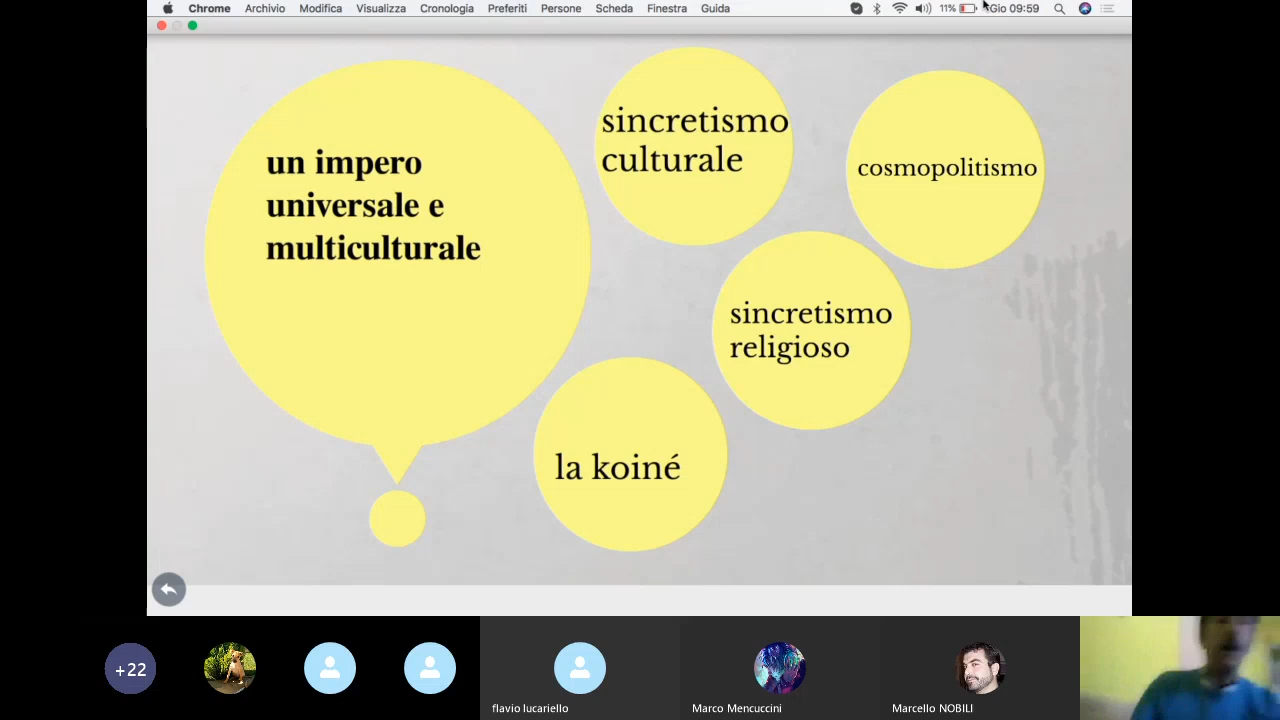 Chrome Archivio Modifica Visualizza Cronologia Preferiti Persone Scheda Finestra Guida 11% Gio 09:59
un impero
universale e
multiculturale
sincretismo
culturale
cosmopolitismo
sincretismo
religioso
la koiné
+22
flavio lucariello
Marco Mencuccini
Marcello NOBILI